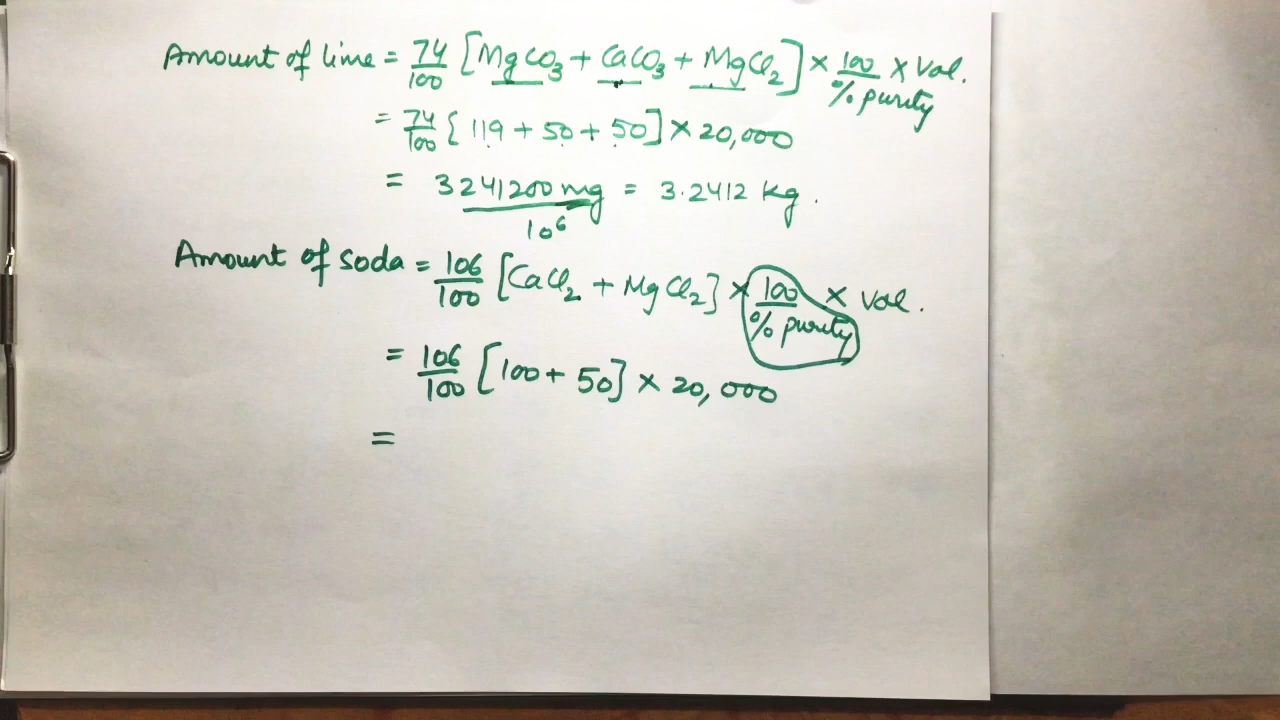 Amount of lime = 74/100 [MgCO3 + CaCO3 + MgCl2] × 100/% purity × Vol.
= 74/100 [119 + 50 + 50] × 20,000
= 3241200 mg/10^6 = 3.2412 kg.
Amount of soda = 106/100 [CaCl2 + MgCl2] × 100/% purity × Vol.
= 106/100 [100 + 50] × 20,000
=